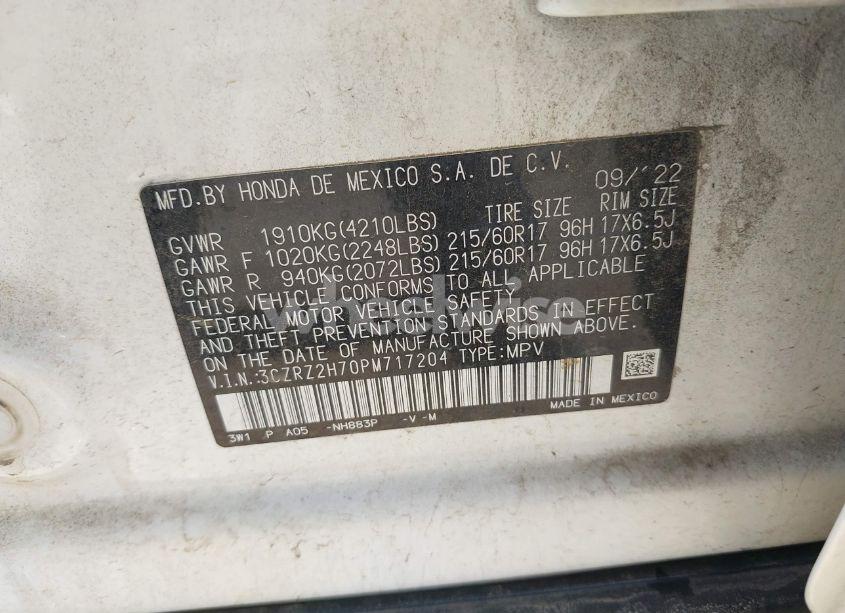 MFD.BY HONDA DE MEXICO S.A. DE C.V. 09/'22
TIRE SIZE RIM SIZE
GVWR 1910KG(4210LBS)
GAWR F 1020KG(2248LBS) 215/60R17 96H 17X6.5J
GAWR R 940KG(2072LBS) 215/60R17 96H 17X6.5J
THIS VEHICLE CONFORMS TO ALL APPLICABLE
FEDERAL MOTOR VEHICLE SAFETY
AND THEFT PREVENTION STANDARDS IN EFFECT
ON THE DATE OF MANUFACTURE SHOWN ABOVE.
V.I.N.:3CZRZ2H70PM717204 TYPE:MPV
3W1 P A05 -NH883P -V-M MADE IN MEXICO
wheelwise